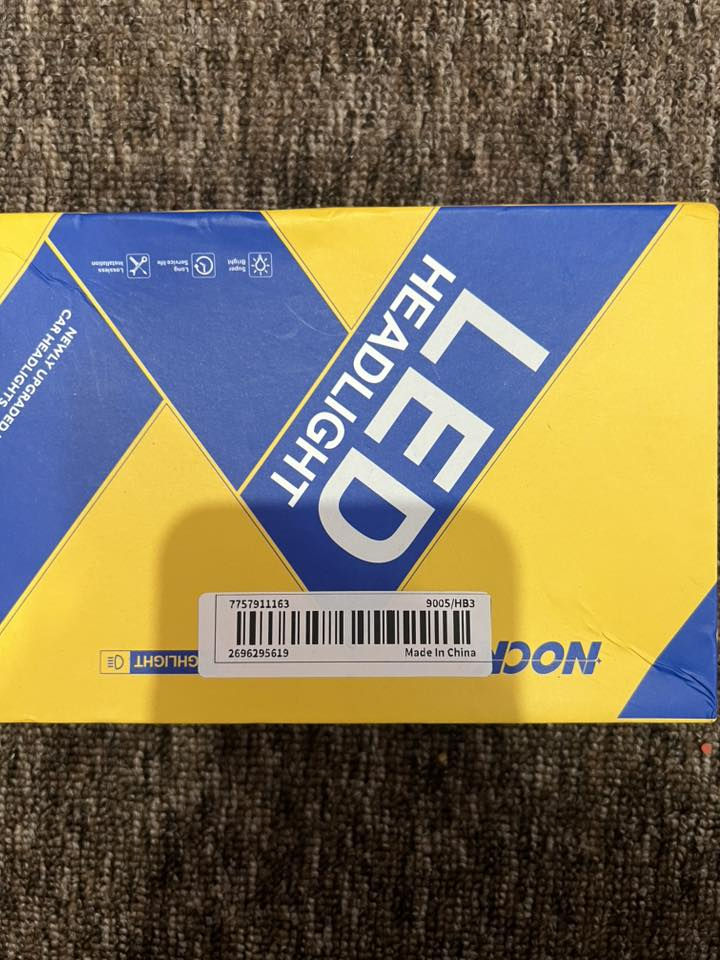 NEWLY UPGRADED
CAR HEADLIGHTS
Lossless
Installation
Long
Service life
Super
Bright
LED
HEADLIGHT
7757911163
9005/HB3
2696295619
Made In China